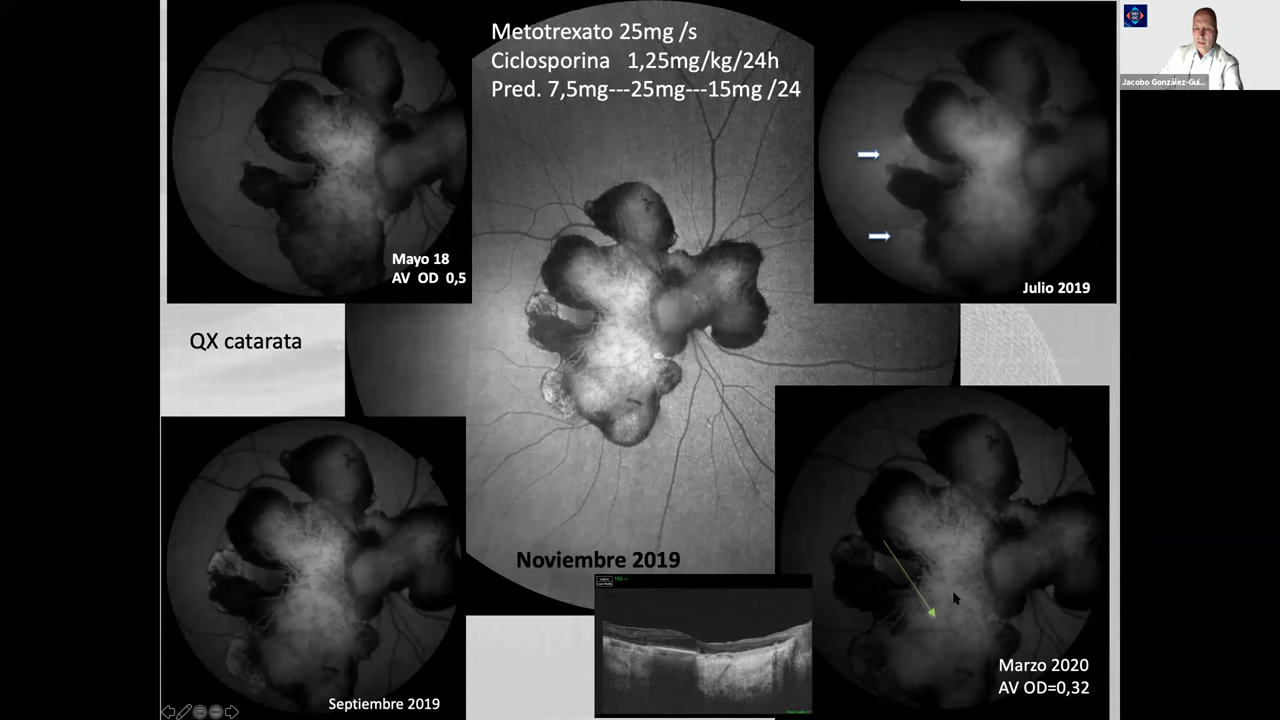 Metotrexato 25mg /s
Ciclosporina 1,25mg/kg/24h
Pred. 7,5mg---25mg---15mg /24
Jacobo González-Gui...
Mayo 18
AV OD 0,5
Julio 2019
QX catarata
Noviembre 2019
Septiembre 2019
Marzo 2020
AV OD=0,32